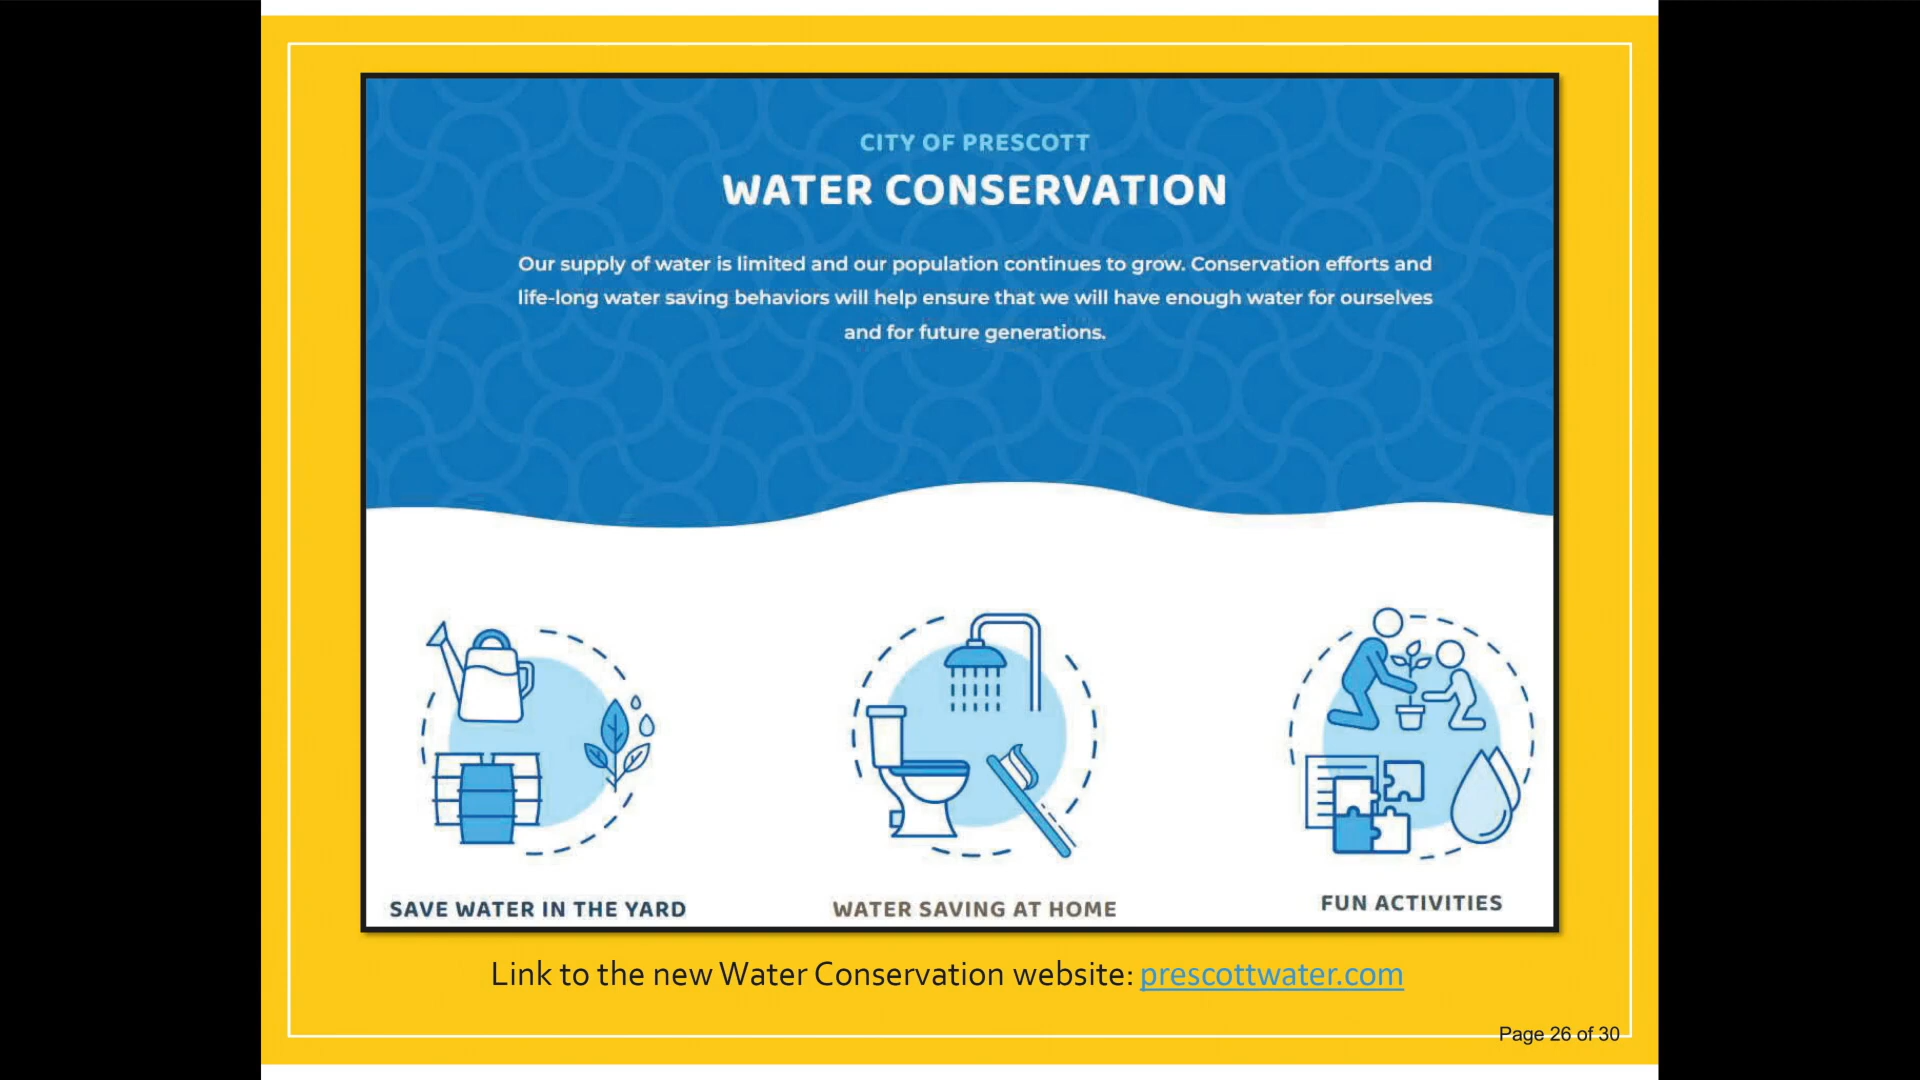 CITY OF PRESCOTT
WATER CONSERVATION
Our supply of water is limited and our population continues to grow. Conservation efforts and
life-long water saving behaviors will help ensure that we will have enough water for ourselves
and for future generations.
SAVE WATER IN THE YARD
WATER SAVING AT HOME
FUN ACTIVITIES
Link to the new Water Conservation website: prescottwater.com
Page 26 of 30